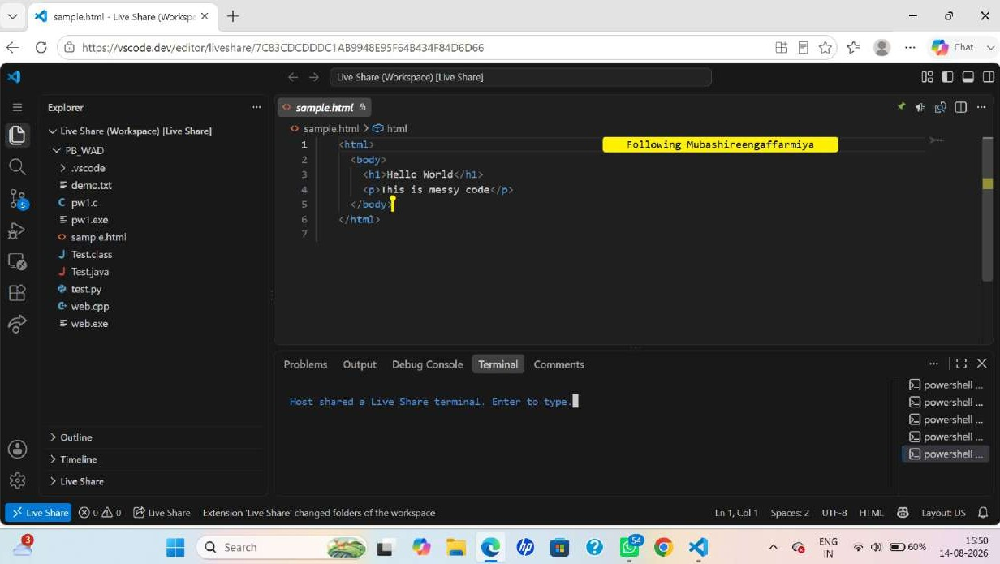 sample.html - Live Share (Workspa
https://vscode.dev/editor/liveshare/7C83CDCDDDC1AB9948E95F64B434F84D6D66
Chat
Live Share (Workspace) [Live Share]
Explorer
Live Share (Workspace) [Live Share]
PB_WAD
.vscode
demo.txt
pw1.c
pw1.exe
sample.html
Test.class
Test.java
test.py
web.cpp
web.exe
Outline
Timeline
Live Share
5
sample.html
sample.html > html
Following Mubashireengaffarmiya
1 <html>
2 <body>
3 <h1>Hello World</h1>
4 <p>This is messy code</p>
5 </body>
6 </html>
7
Problems Output Debug Console Terminal Comments
Host shared a Live Share terminal. Enter to type.
powershell ...
powershell ...
powershell ...
powershell ...
powershell ...
Live Share 0 0 Live Share Extension 'Live Share' changed folders of the workspace Ln 1, Col 1 Spaces: 2 UTF-8 HTML Layout: US
3
Search
54
ENG
IN
60%
15:50
14-08-2026